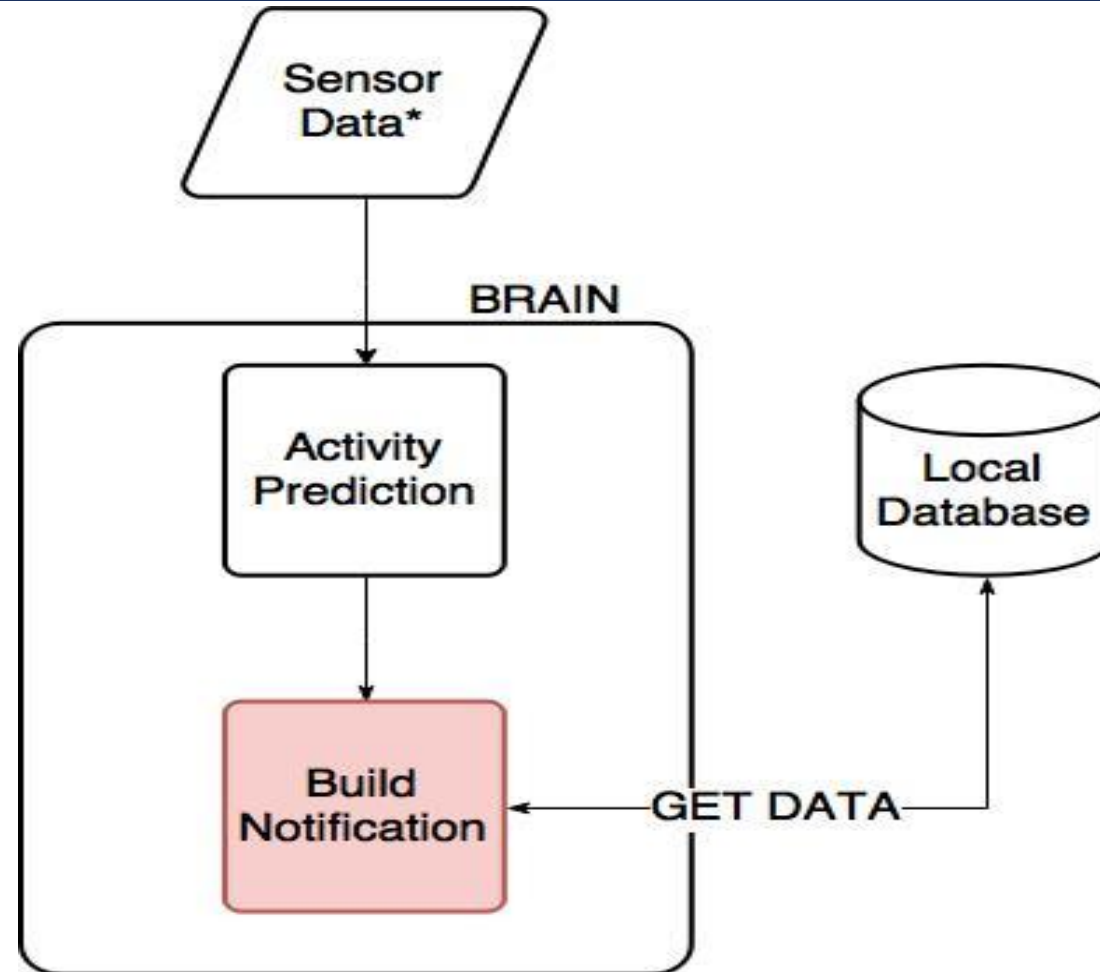 Sensor
Data*
BRAIN
Activity
Prediction
Local
Database
Build
Notification
GET DATA